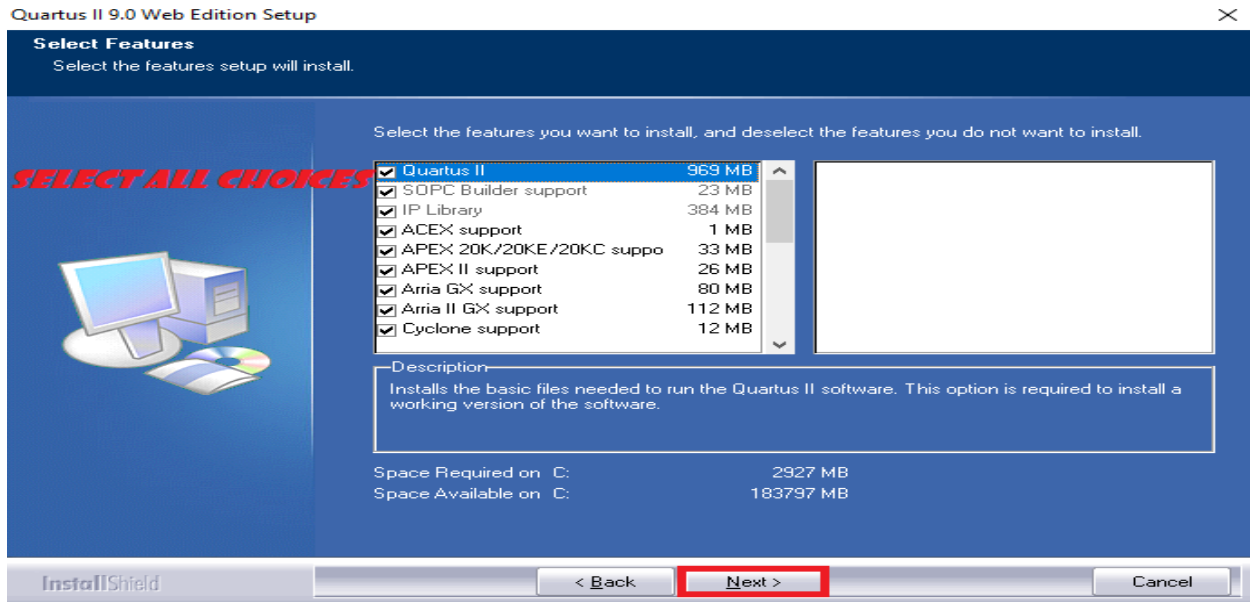 Quartus II 9.0 Web Edition Setup
Select Features
Select the features setup will install.
Select the features you want to install, and deselect the features you do not want to install.
SELECT ALL CHOICES
Quartus II 969 MB
SOPC Builder support 23 MB
IP Library 384 MB
ACEX support 1 MB
APEX 20K/20KE/20KC suppo 33 MB
APEX II support 26 MB
Arria GX support 80 MB
Arria II GX support 112 MB
Cyclone support 12 MB
Description
Installs the basic files needed to run the Quartus II software. This option is required to install a
working version of the software.
Space Required on C: 2927 MB
Space Available on C: 183797 MB
InstallShield
< Back
Next >
Cancel